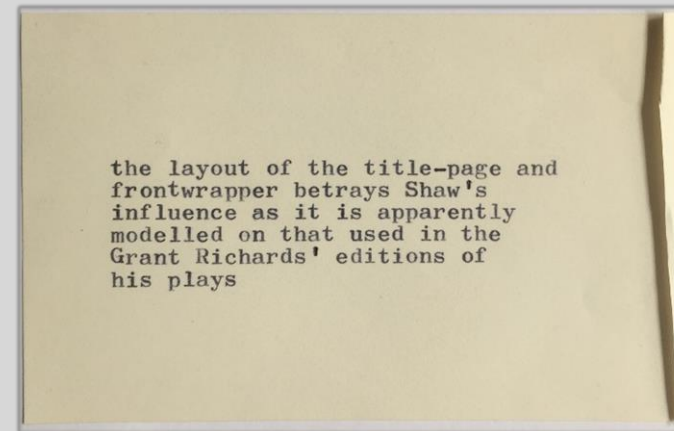 the layout of the title-page and
frontwrapper betrays Shaw's
influence as it is apparently
modelled on that used in the
Grant Richards' editions of
his plays